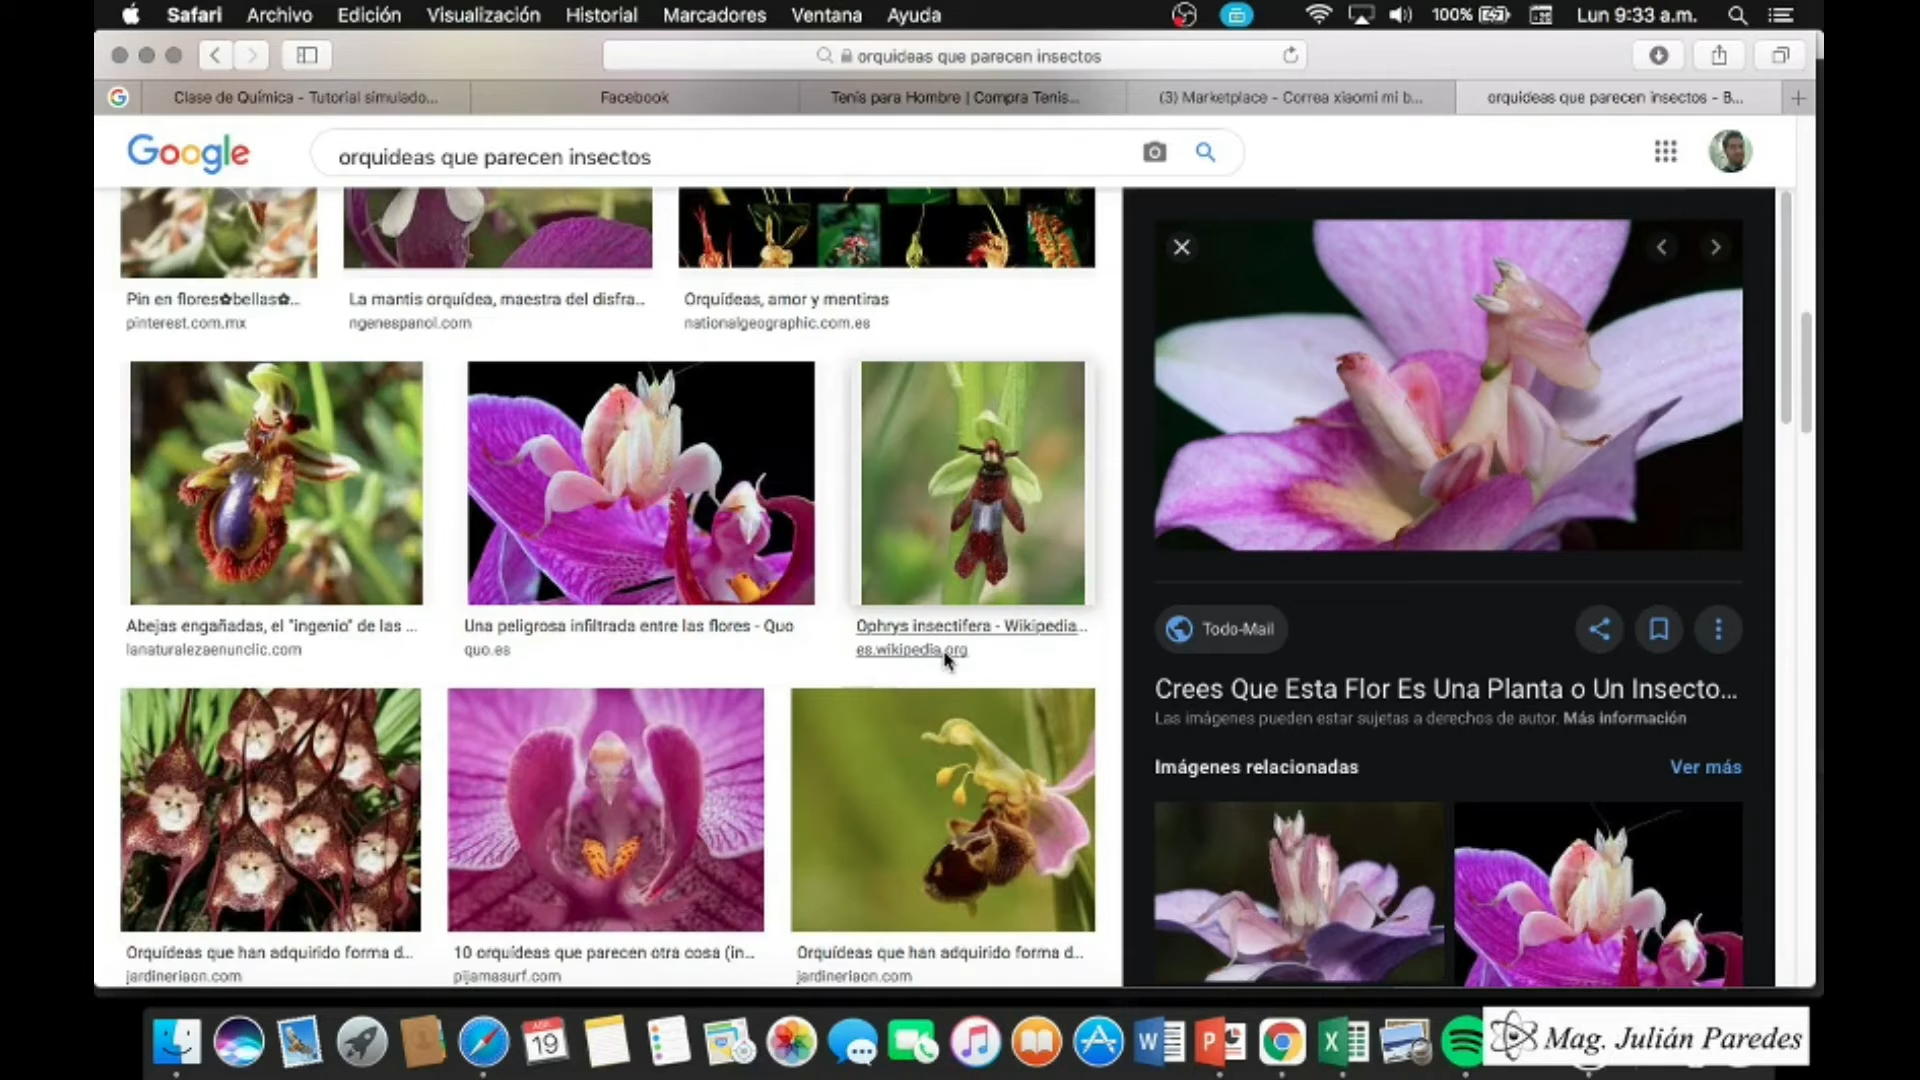 Safari Archivo Edición Visualización Historial Marcadores Ventana Ayuda 100% Lun 9:33 a.m.
orquideas que parecen insectos
Clase de Química - Tutorial simulado... Facebook Tenis para Hombre | Compra Tenis... (3) Marketplace - Correa xiaomi mi b... orquideas que parecen insectos - B...
Google orquideas que parecen insectos
Pin en flores✿bellas✿...
pinterest.com.mx
La mantis orquídea, maestra del disfra...
ngenespanol.com
Orquídeas, amor y mentiras
nationalgeographic.com.es
Abejas engañadas, el "ingenio" de las ...
lanaturalezaenunclic.com
Una peligrosa infiltrada entre las flores - Quo
quo.es
Ophrys insectifera - Wikipedia...
es.wikipedia.org
Orquídeas que han adquirido forma d...
jardineriaon.com
10 orquídeas que parecen otra cosa (in...
pijamasurf.com
Orquídeas que han adquirido forma d...
jardineriaon.com
Todo-Mail
Crees Que Esta Flor Es Una Planta o Un Insecto...
Las imágenes pueden estar sujetas a derechos de autor. Más información
Imágenes relacionadas Ver más
19
Mag. Julián Paredes